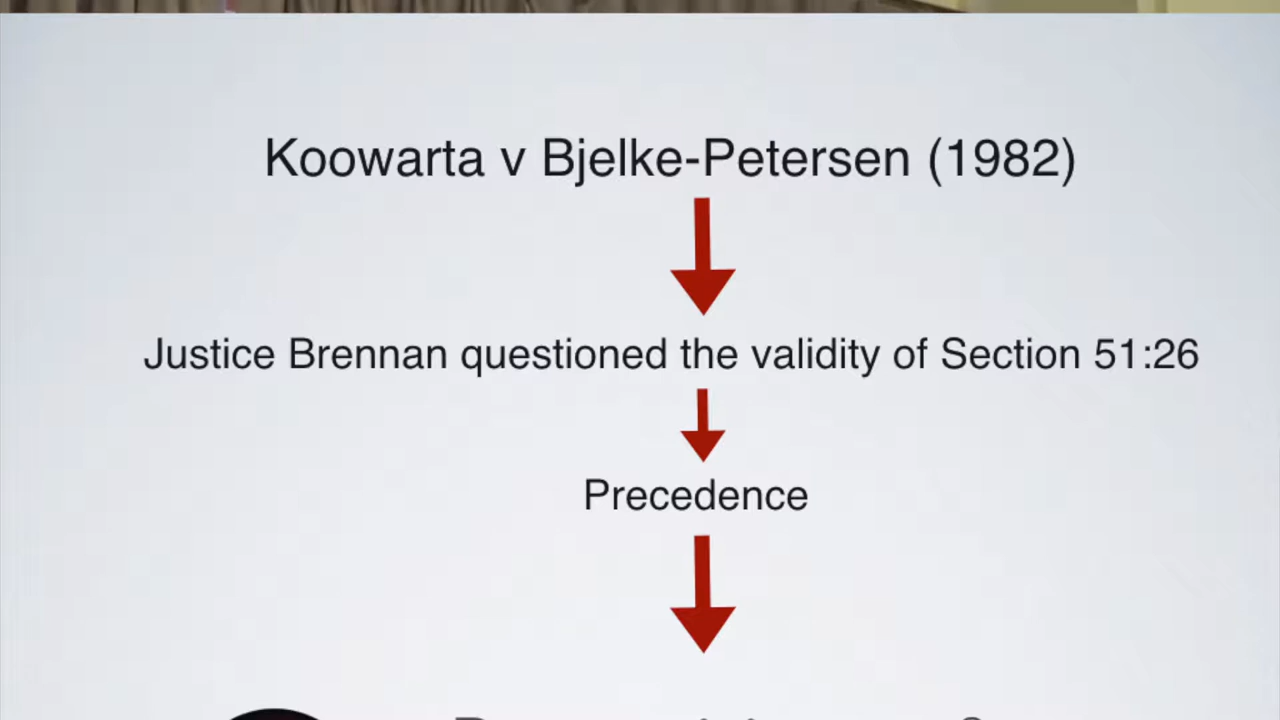 Koowarta v Bjelke-Petersen (1982)
Justice Brennan questioned the validity of Section 51:26
Precedence